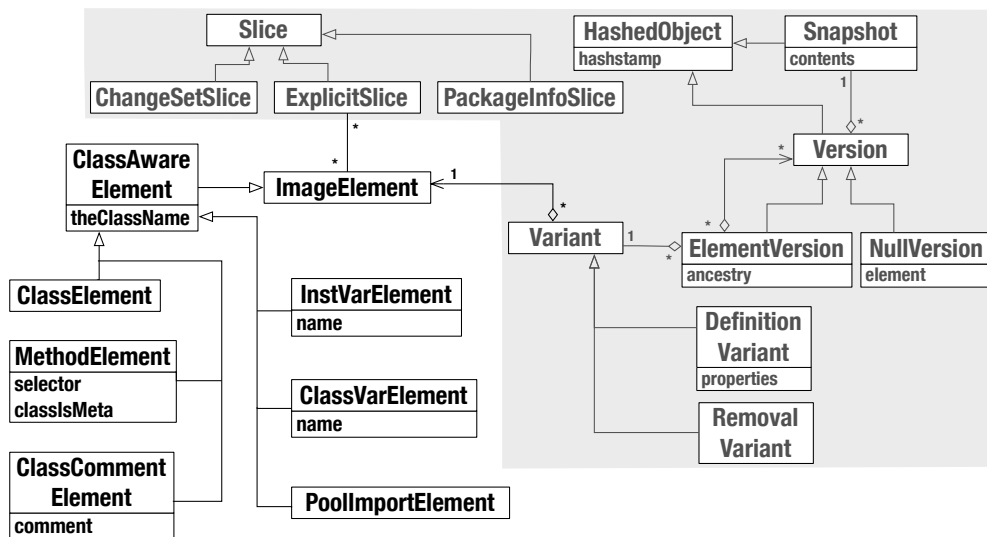 Slice
HashedObject
hashstamp
Snapshot
contents
ChangeSetSlice
ExplicitSlice
PackageInfoSlice
1
*
*
*
*
Version
ClassAware
Element
theClassName
ImageElement
1
*
Variant
1
*
*
ElementVersion
ancestry
NullVersion
element
ClassElement
InstVarElement
name
Definition
Variant
properties
MethodElement
selector
classIsMeta
ClassVarElement
name
Removal
Variant
ClassComment
Element
comment
PoolImportElement